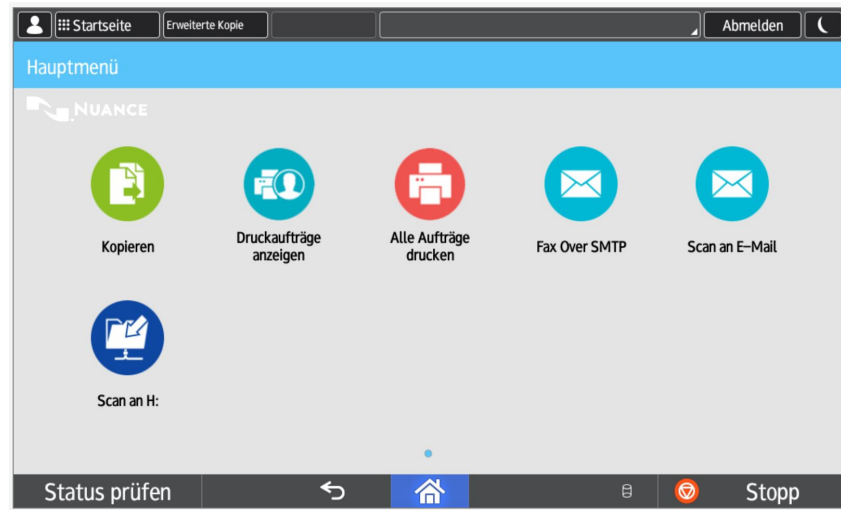 Startseite
Erweiterte Kopie
Abmelden
Hauptmenü
NUANCE
Kopieren
Druckaufträge
anzeigen
Alle Aufträge
drucken
Fax Over SMTP
Scan an E-Mail
Scan an H:
Status prüfen
Stopp